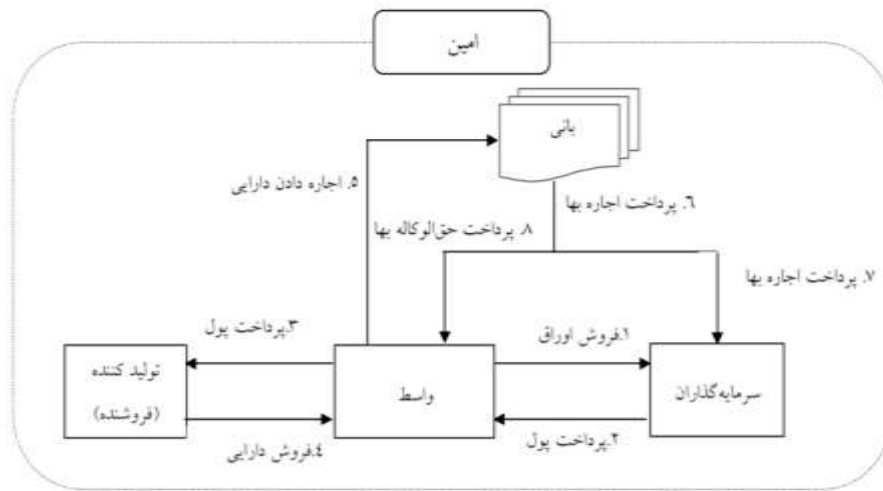 امین
بانی
۵. اجاره دادن دارایی
۶. پرداخت اجاره بها
۸. پرداخت حق‌الوکاله بها
۷. پرداخت اجاره بها
۳.پرداخت پول
۱.فروش اوراق
تولید کننده
(فروشنده)
واسط
سرمایه‌گذاران
٤.فروش دارایی
۲.پرداخت پول